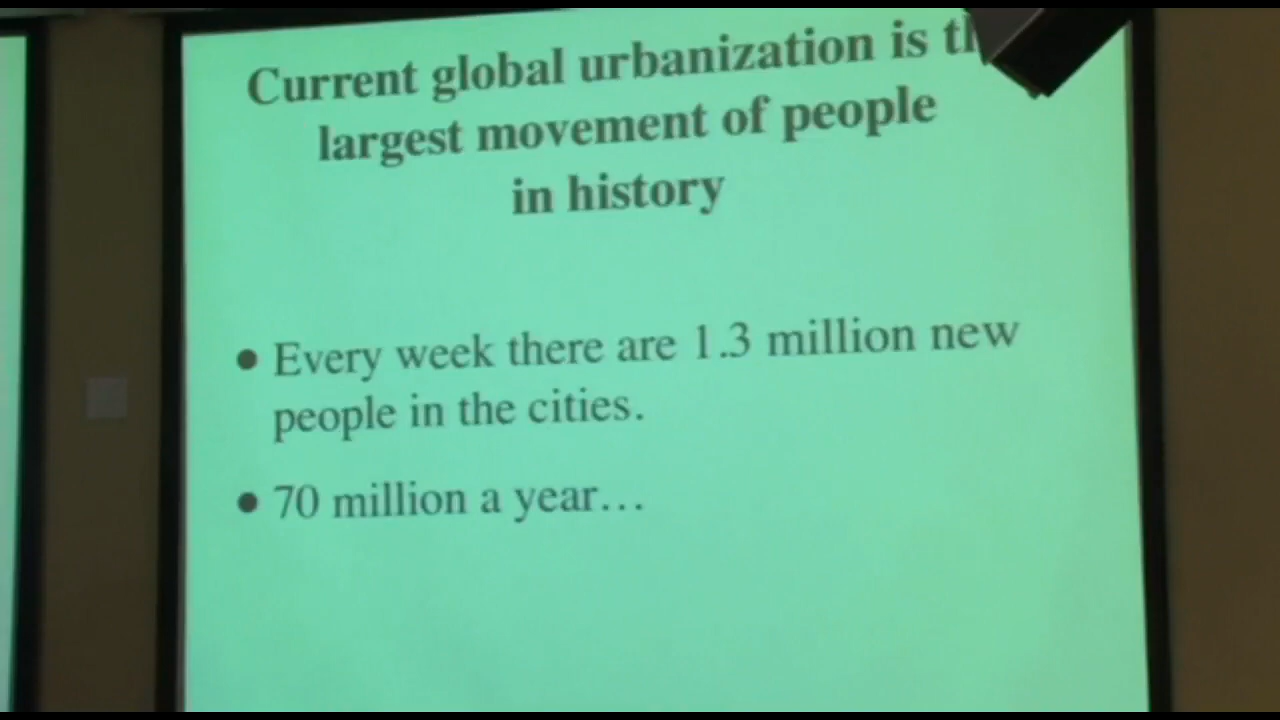 Current global urbanization is
largest movement of people
in history
• Every week there are 1.3 million new
people in the cities.
• 70 million a year…